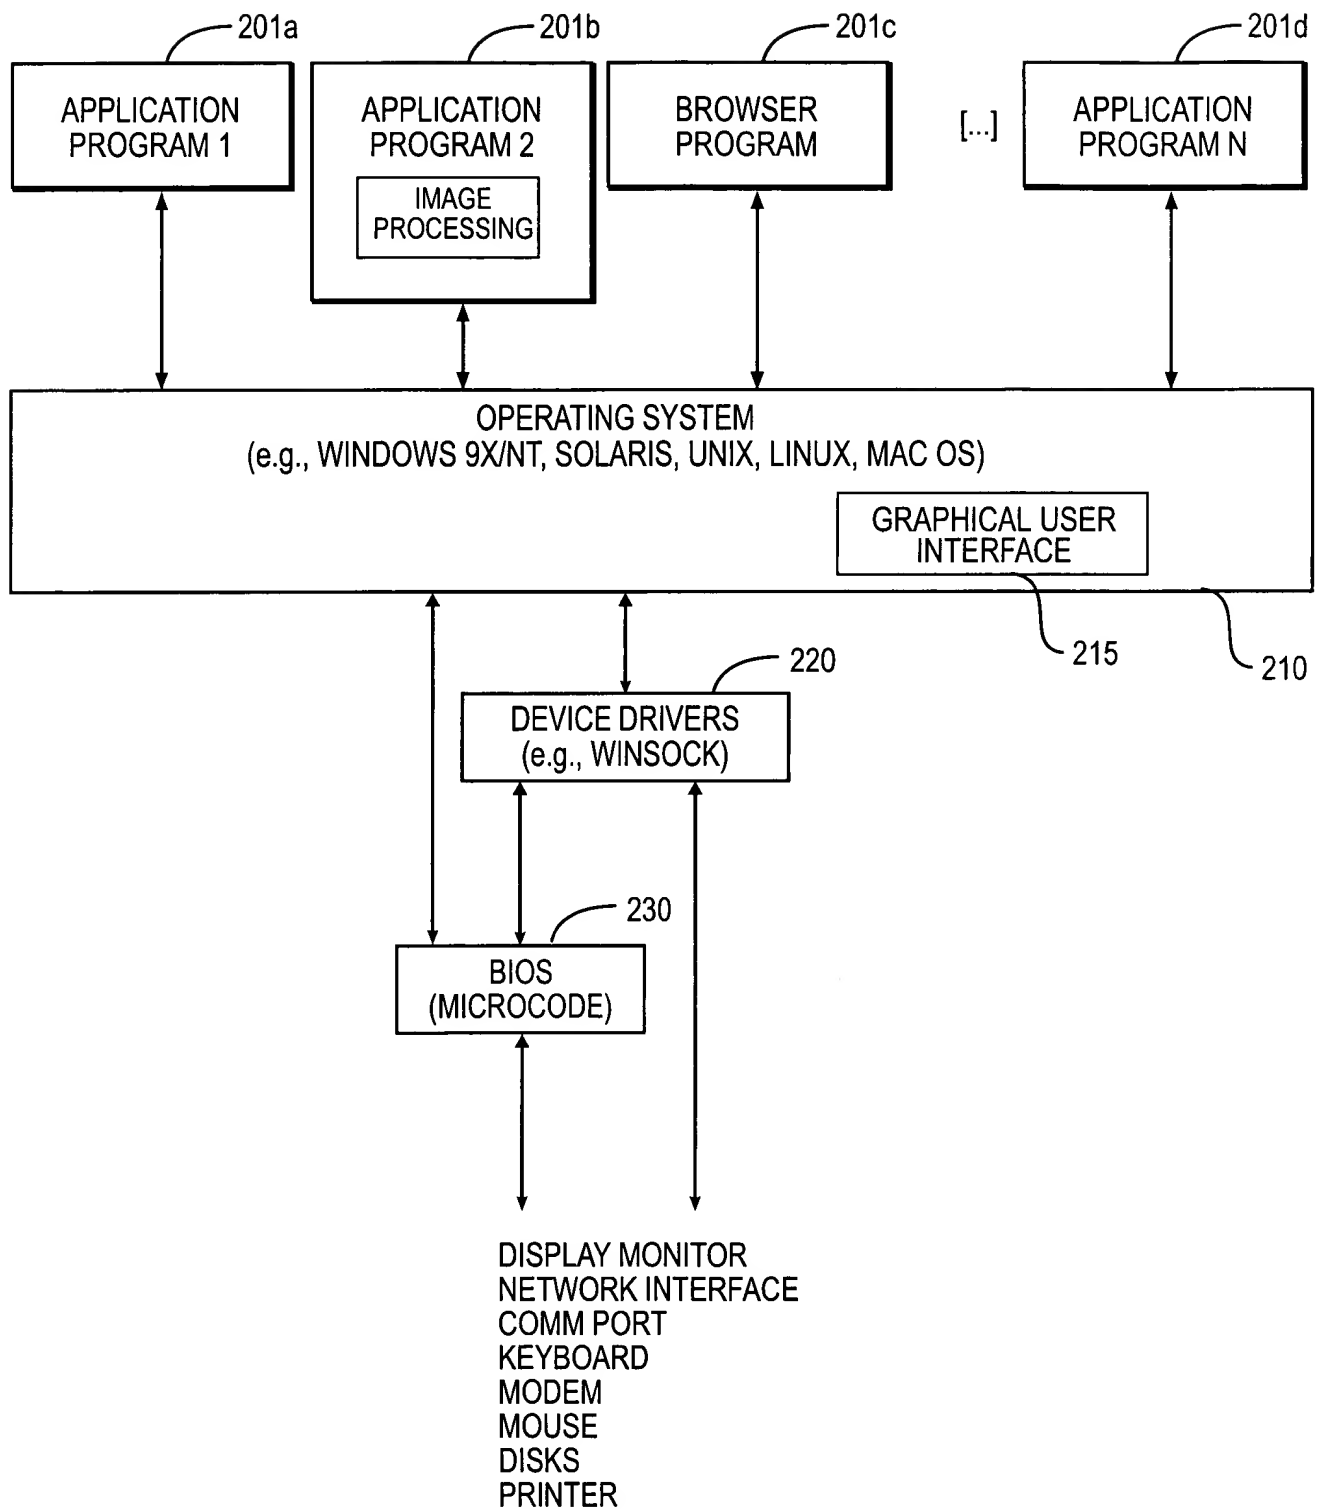 201a
201b
201c
201d
APPLICATION
PROGRAM 1
APPLICATION
PROGRAM 2
IMAGE
PROCESSING
BROWSER
PROGRAM
[...]
APPLICATION
PROGRAM N
OPERATING SYSTEM
(e.g., WINDOWS 9X/NT, SOLARIS, UNIX, LINUX, MAC OS)
GRAPHICAL USER
INTERFACE
215
210
220
DEVICE DRIVERS
(e.g., WINSOCK)
230
BIOS
(MICROCODE)
DISPLAY MONITOR
NETWORK INTERFACE
COMM PORT
KEYBOARD
MODEM
MOUSE
DISKS
PRINTER